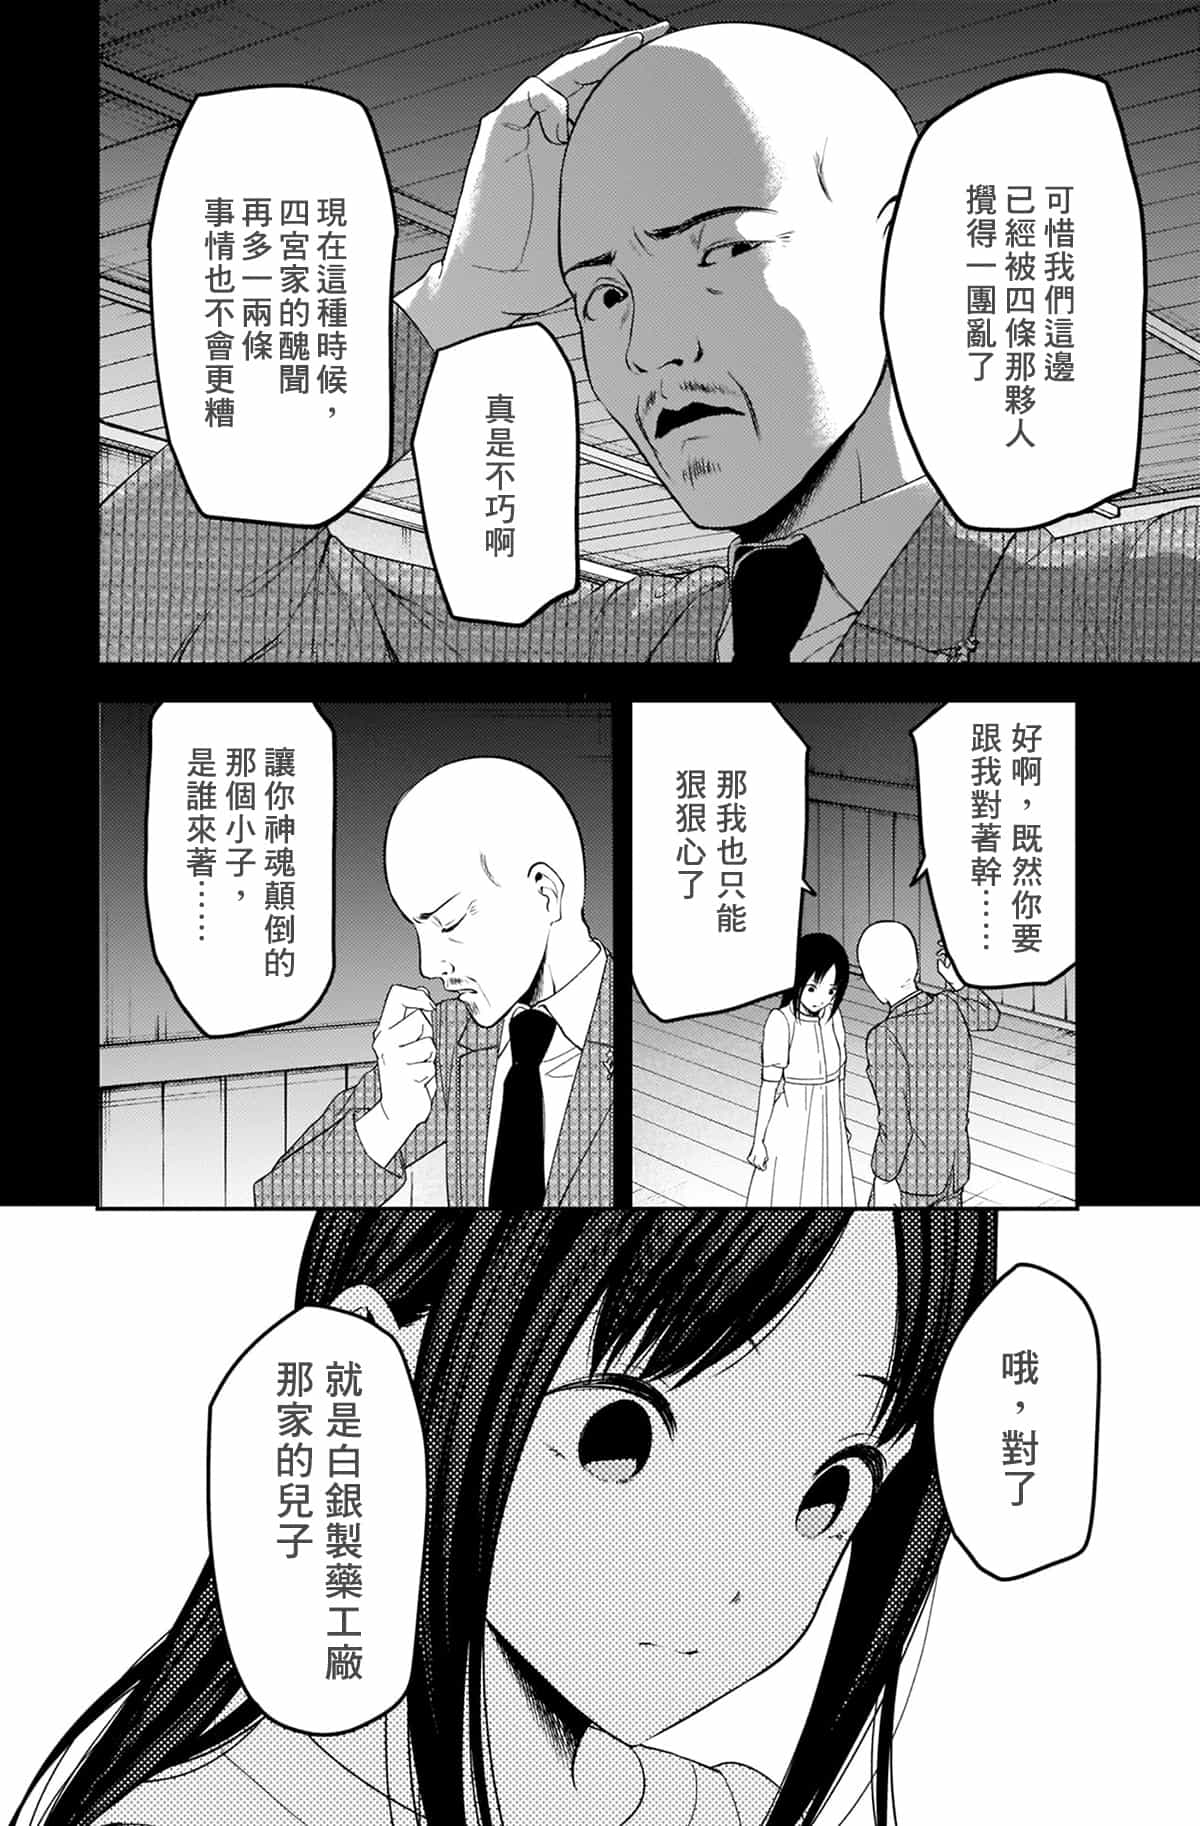 可惜我們這邊
已經被四條那夥人
攪得一團亂了
真是不巧啊
現在這種時候，
四宮家的醜聞
再多一兩條
事情也不會更糟
好啊，既然你要
跟我對著幹……
那我也只能
狠狠心了
讓你神魂顛倒的
那個小子，
是誰來著……
哦，對了
就是白銀製藥工廠
那家的兒子